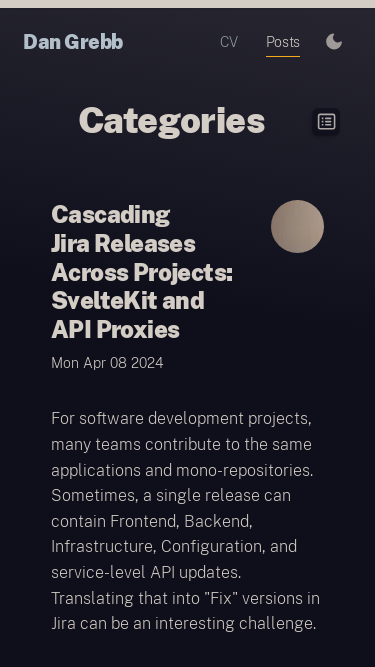 Dan Grebb
CV
Posts
Categories
Cascading
Jira Releases
Across Projects:
SvelteKit and
API Proxies
Mon Apr 08 2024
For software development projects,
many teams contribute to the same
applications and mono-repositories.
Sometimes, a single release can
contain Frontend, Backend,
Infrastructure, Configuration, and
service-level API updates.
Translating that into "Fix" versions in
Jira can be an interesting challenge.